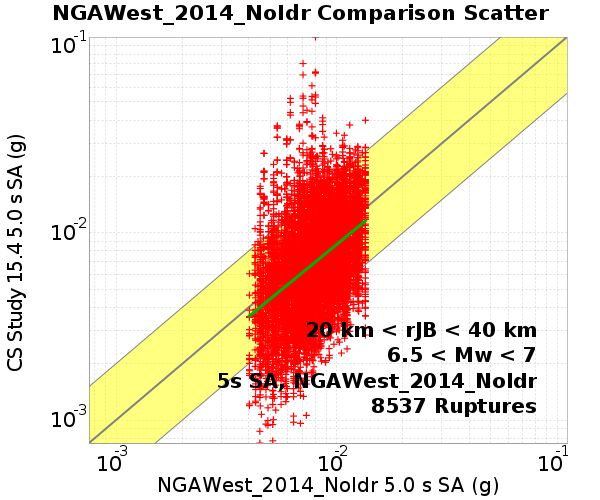 NGAWest_2014_NoIdr Comparison Scatter
10-1
10-2
10-3
CS Study 15.4 5.0 s SA (g)
20 km < rJB < 40 km
6.5 < Mw < 7
5s SA, NGAWest_2014_NoIdr
8537 Ruptures
10-3 10-2 10-1
NGAWest_2014_NoIdr 5.0 s SA (g)